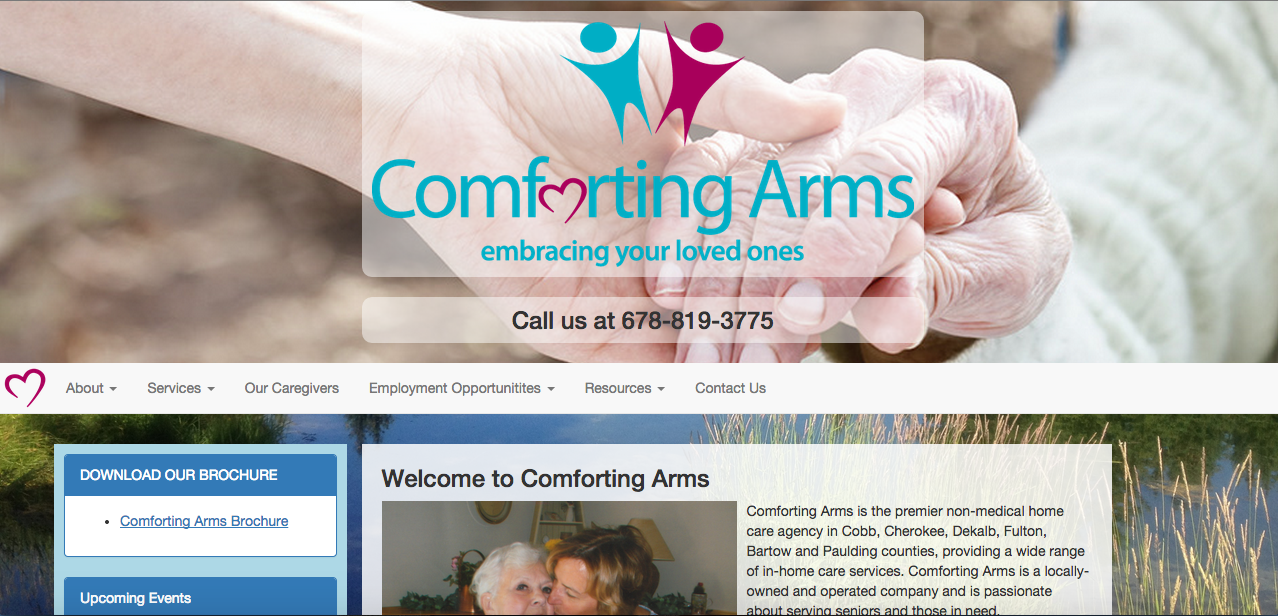 Comforting Arms
embracing your loved ones
Call us at 678-819-3775
About
Services
Our Caregivers
Employment Opportunitites
Resources
Contact Us
DOWNLOAD OUR BROCHURE
Comforting Arms Brochure
Upcoming Events
Welcome to Comforting Arms
Comforting Arms is the premier non-medical home
care agency in Cobb, Cherokee, Dekalb, Fulton,
Bartow and Paulding counties, providing a wide range
of in-home care services. Comforting Arms is a locally-
owned and operated company and is passionate
about serving seniors and those in need.